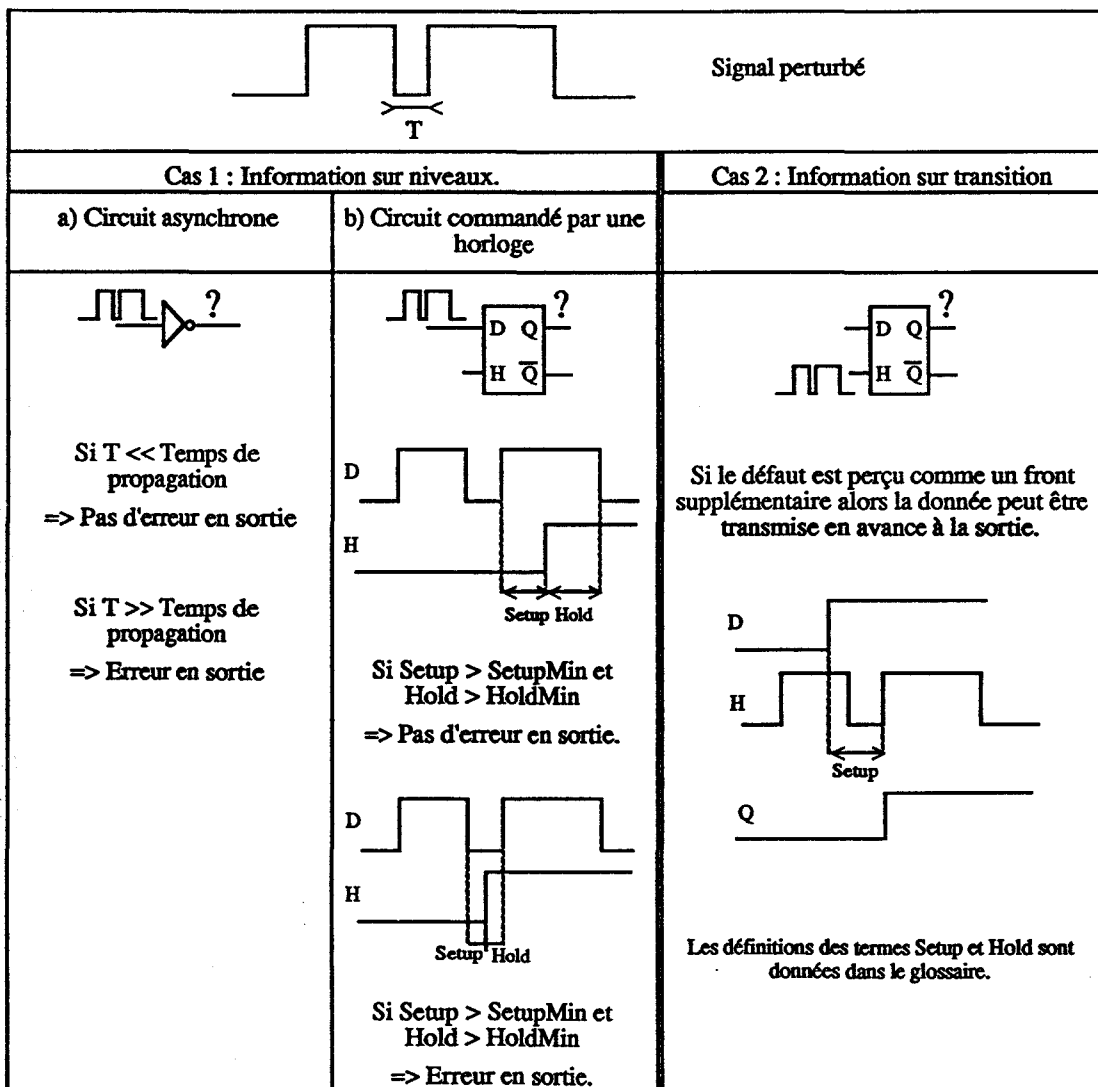 Signal perturbé
T
Cas 1 : Information sur niveaux.
Cas 2 : Information sur transition
a) Circuit asynchrone
b) Circuit commandé par une
horloge
?
?
D Q
H Q̅
?
D Q
H Q̅
Si T << Temps de
propagation
=> Pas d'erreur en sortie
Si T >> Temps de
propagation
=> Erreur en sortie
D
H
Setup Hold
Si Setup > SetupMin et
Hold > HoldMin
=> Pas d'erreur en sortie.
D
H
Setup Hold
Si Setup > SetupMin et
Hold > HoldMin
=> Erreur en sortie.
Si le défaut est perçu comme un front
supplémentaire alors la donnée peut être
transmise en avance à la sortie.
D
H
Setup
Q
Les définitions des termes Setup et Hold sont
données dans le glossaire.